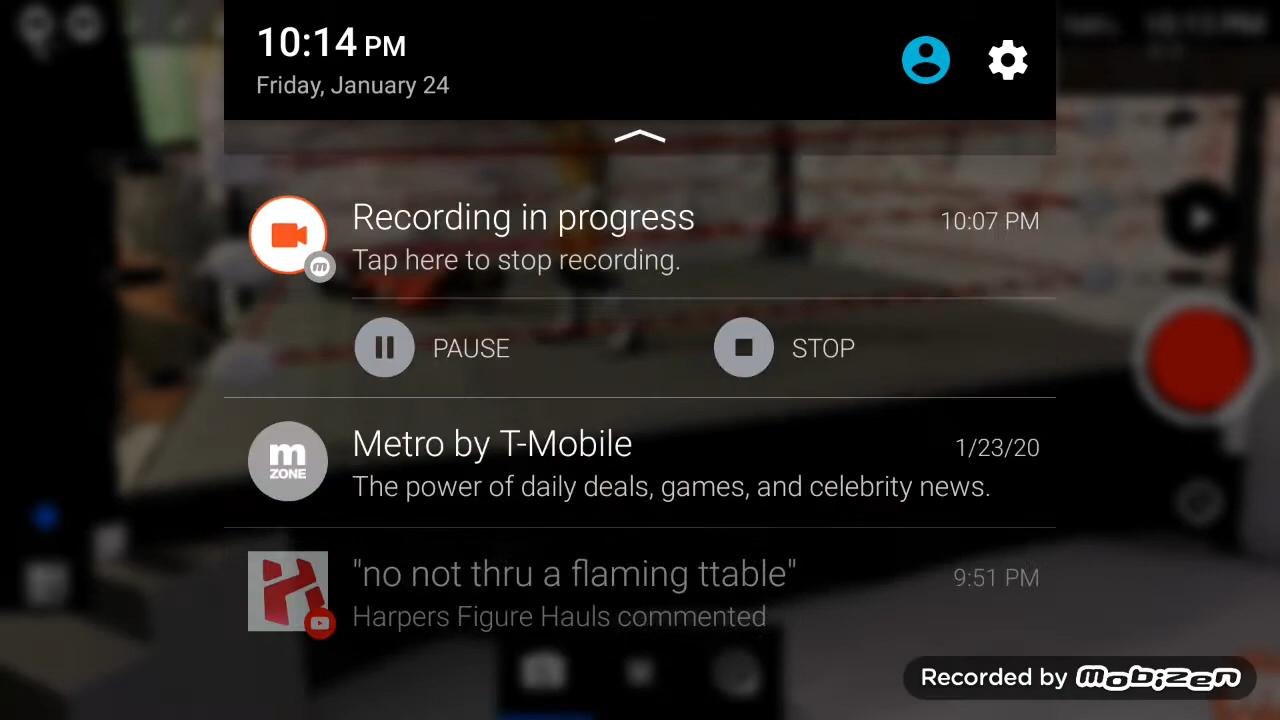 10:14 PM
Friday, January 24
Recording in progress
10:07 PM
Tap here to stop recording.
PAUSE
STOP
m ZONE
Metro by T-Mobile
1/23/20
The power of daily deals, games, and celebrity news.
"no not thru a flaming ttable"
9:51 PM
Harpers Figure Hauls commented
Recorded by mobizen